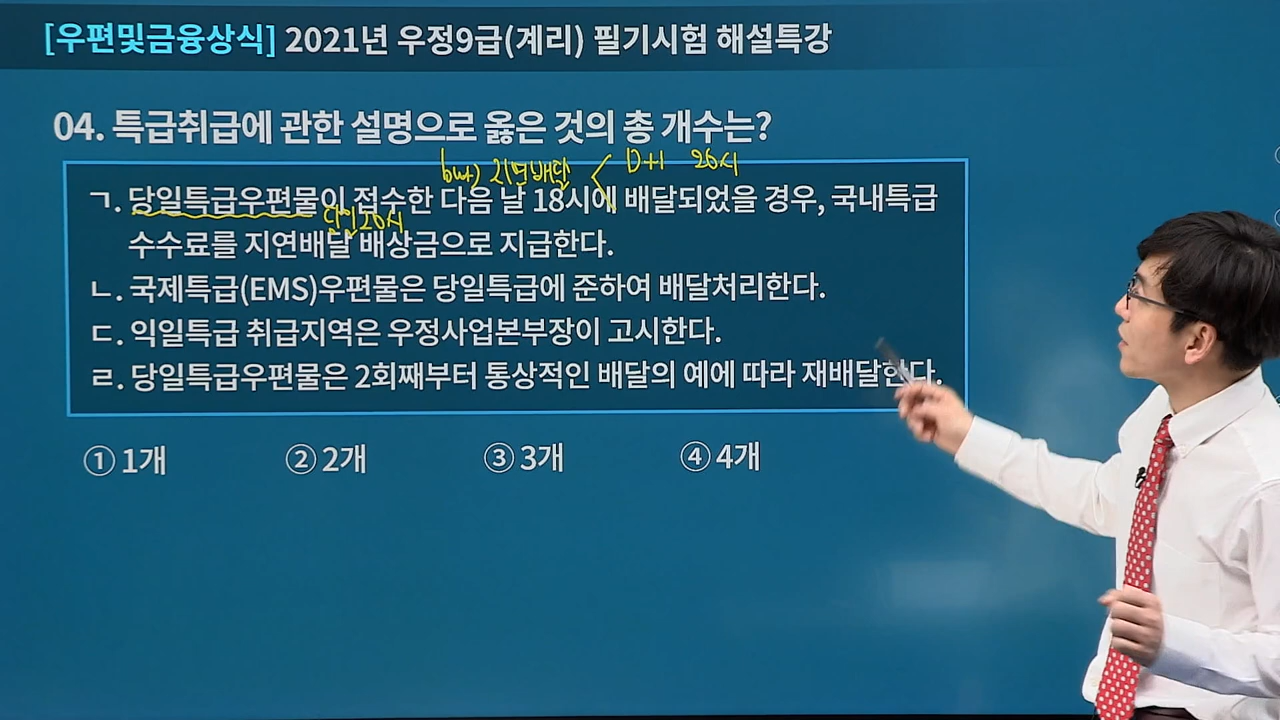 [우편및금융상식] 2021년 우정9급(계리) 필기시험 해설특강
04. 특급취급에 관한 설명으로 옳은 것의 총 개수는?
지연배달 D+1 20시
ㄱ. 당일특급우편물이 접수한 다음 날 18시에 배달되었을 경우, 국내특급
당일20시
수수료를 지연배달 배상금으로 지급한다.
ㄴ. 국제특급(EMS)우편물은 당일특급에 준하여 배달처리한다.
ㄷ. 익일특급 취급지역은 우정사업본부장이 고시한다.
ㄹ. 당일특급우편물은 2회째부터 통상적인 배달의 예에 따라 재배달한다.
① 1개 ② 2개 ③ 3개 ④ 4개